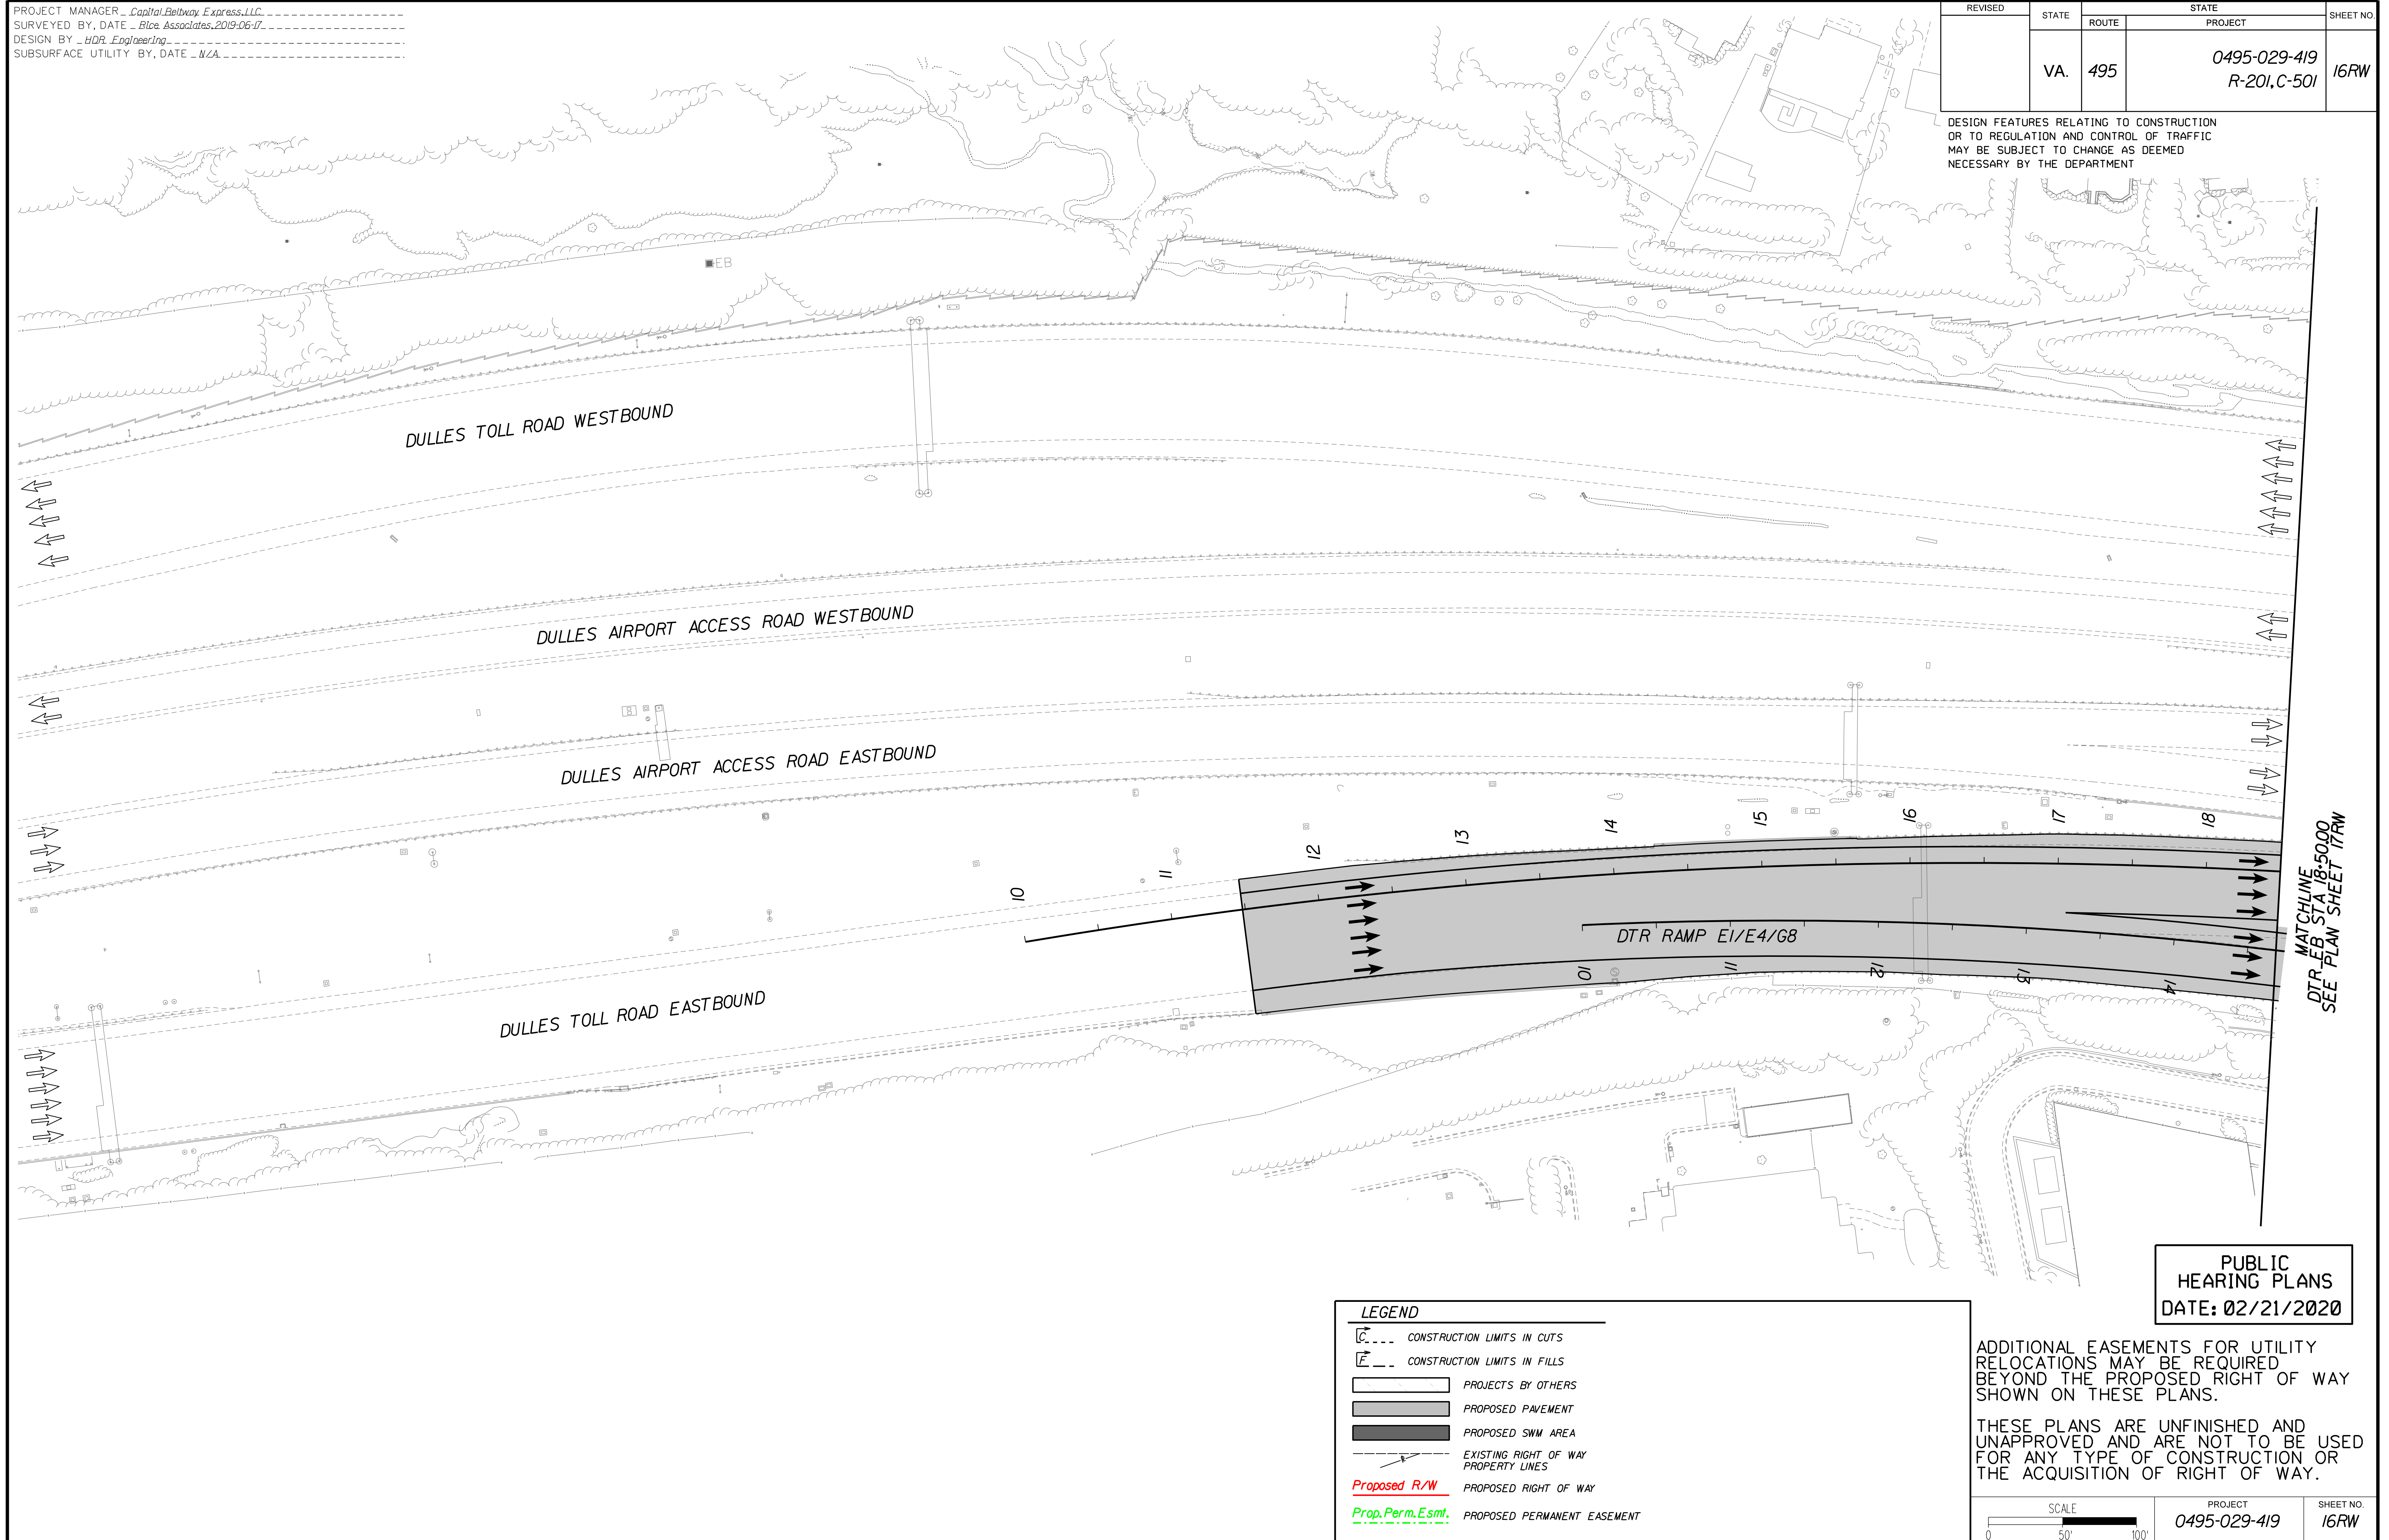 PROJECT MANAGER Capital Beltway Express, LLC
SURVEYED BY, DATE Rice Associates, 2019-06-17
DESIGN BY HDR Engineering
SUBSURFACE UTILITY BY, DATE N/A
REVISED
STATE
STATE
SHEET NO.
ROUTE
PROJECT
VA.
495
0495-029-419
R-201, C-501
16RW
DESIGN FEATURES RELATING TO CONSTRUCTION
OR TO REGULATION AND CONTROL OF TRAFFIC
MAY BE SUBJECT TO CHANGE AS DEEMED
NECESSARY BY THE DEPARTMENT
EB
DULLES TOLL ROAD WESTBOUND
DULLES AIRPORT ACCESS ROAD WESTBOUND
DULLES AIRPORT ACCESS ROAD EASTBOUND
10
11
12
13
14
15
16
17
18
DTR RAMP E1/E4/G8
10
11
12
13
14
DULLES TOLL ROAD EASTBOUND
MATCHLINE
DTR_EB STA 18+50.00
SEE PLAN SHEET 17RW
PUBLIC
HEARING PLANS
DATE: 02/21/2020
LEGEND
C CONSTRUCTION LIMITS IN CUTS
F CONSTRUCTION LIMITS IN FILLS
PROJECTS BY OTHERS
PROPOSED PAVEMENT
PROPOSED SWM AREA
EXISTING RIGHT OF WAY
PROPERTY LINES
Proposed R/W PROPOSED RIGHT OF WAY
Prop.Perm.Esmt. PROPOSED PERMANENT EASEMENT
ADDITIONAL EASEMENTS FOR UTILITY
RELOCATIONS MAY BE REQUIRED
BEYOND THE PROPOSED RIGHT OF WAY
SHOWN ON THESE PLANS.
THESE PLANS ARE UNFINISHED AND
UNAPPROVED AND ARE NOT TO BE USED
FOR ANY TYPE OF CONSTRUCTION OR
THE ACQUISITION OF RIGHT OF WAY.
SCALE
0 50' 100'
PROJECT
0495-029-419
SHEET NO.
16RW